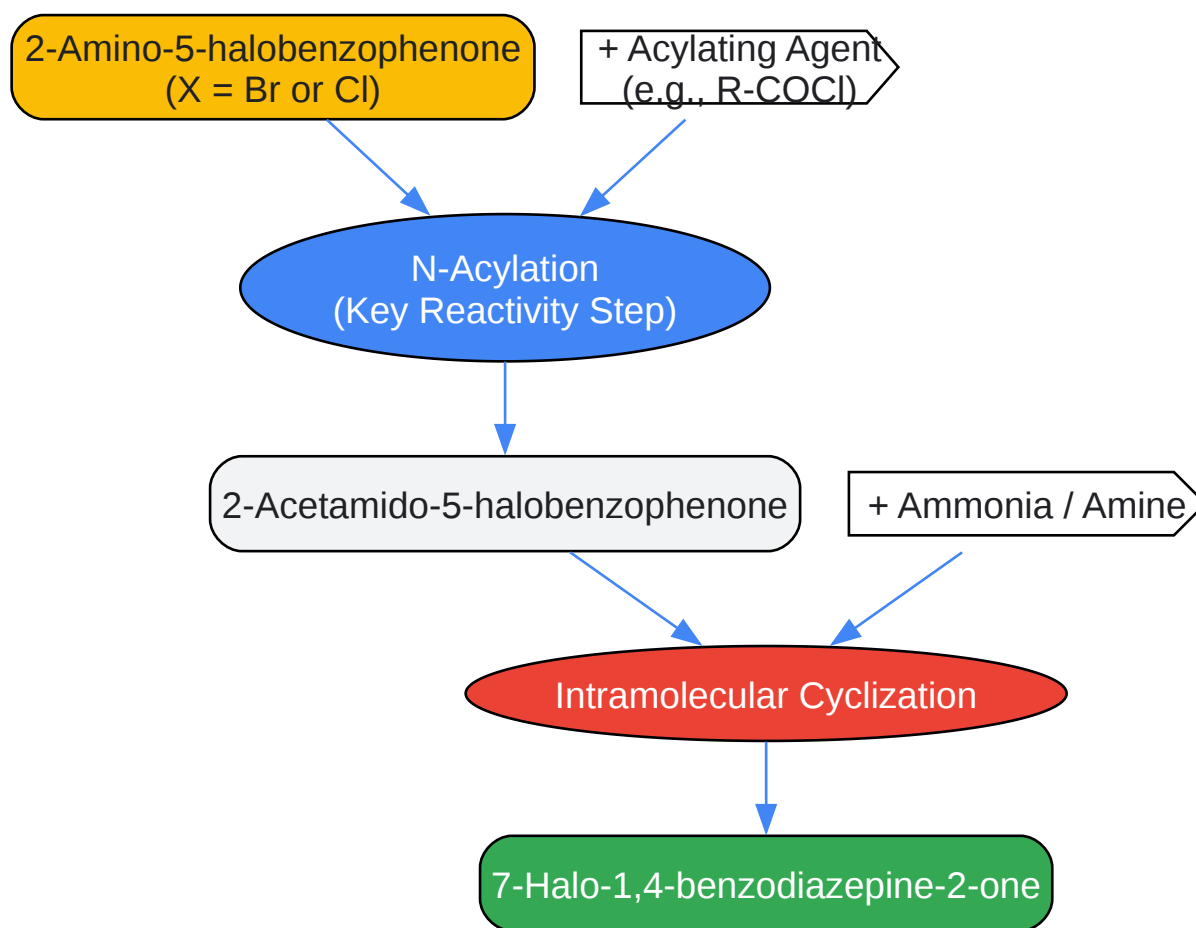 2-Amino-5-halobenzophenone
(X = Br or Cl)
+ Acylating Agent
(e.g., R-COCl)
N-Acylation
(Key Reactivity Step)
2-Acetamido-5-halobenzophenone
+ Ammonia / Amine
Intramolecular Cyclization
7-Halo-1,4-benzodiazepine-2-one